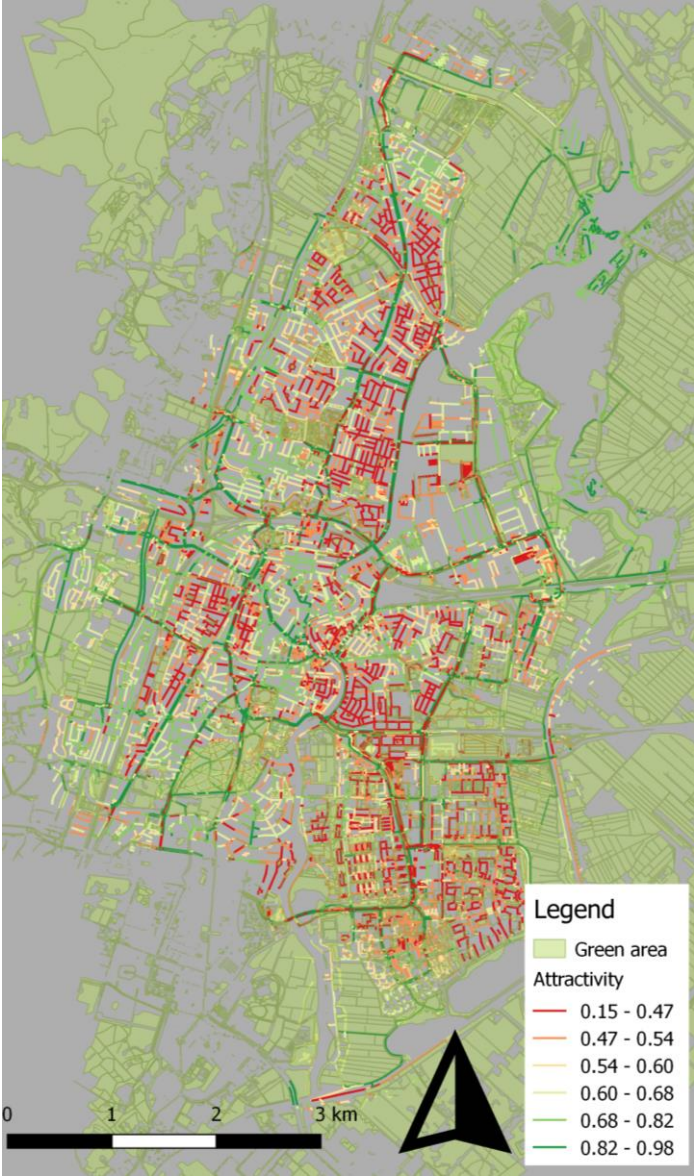 Legend
Green area
Attractivity
0.15 - 0.47
0.47 - 0.54
0.54 - 0.60
0.60 - 0.68
0.68 - 0.82
0.82 - 0.98
0 1 2 3 km